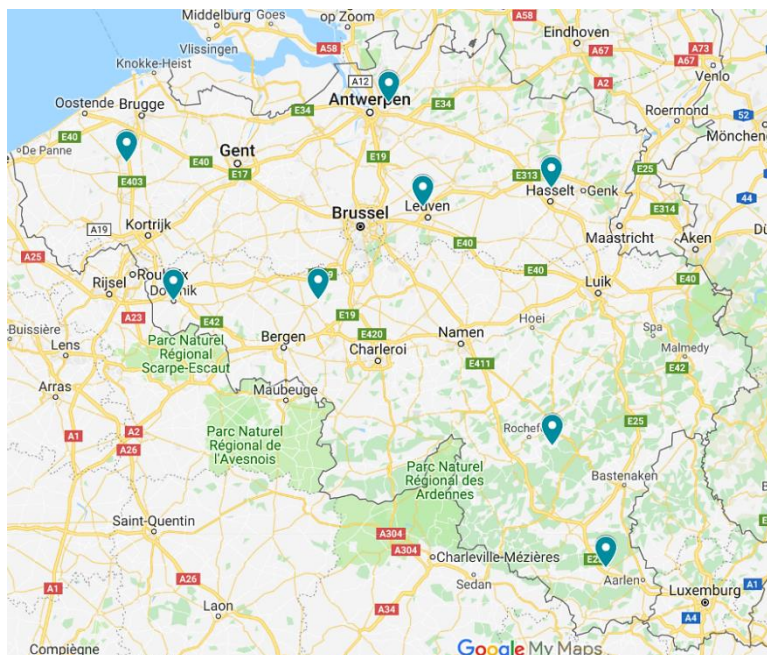 Middelburg
Goes
op Zoom
A58
Eindhoven
A67
A73
A67
Vlissingen
A58
Venlo
Knokke-Heist
A12
A2
Oostende
Brugge
E34
Antwerpen
E34
Roermond
52
E40
De Panne
Gent
E19
Mönchen
E40
E17
E403
E313
E25
Hasselt
Genk
44
Leuven
Brussel
E314
A19
Kortrijk
Maastricht
Aken
Dü
A25
E40
Rijsel
E40
Luik
E40
A23
E42
E19
Hoei
Buissière
Bergen
E420
Namen
Spa
Lens
Parc Naturel
Régional
Scarpe-Escaut
Charleroi
E411
Malmedy
E42
Arras
Maubeuge
A1
A2
A26
Parc Naturel
Régional de
l'Avesnois
E25
Parc Naturel
Régional des
Ardennes
Bastenaken
Saint-Quentin
A304
A304
Charleville-Mézières
Aarlen
A1
A26
Sedan
Luxemburg
A1
Laon
A34
A4
Compiègne
Google My Maps